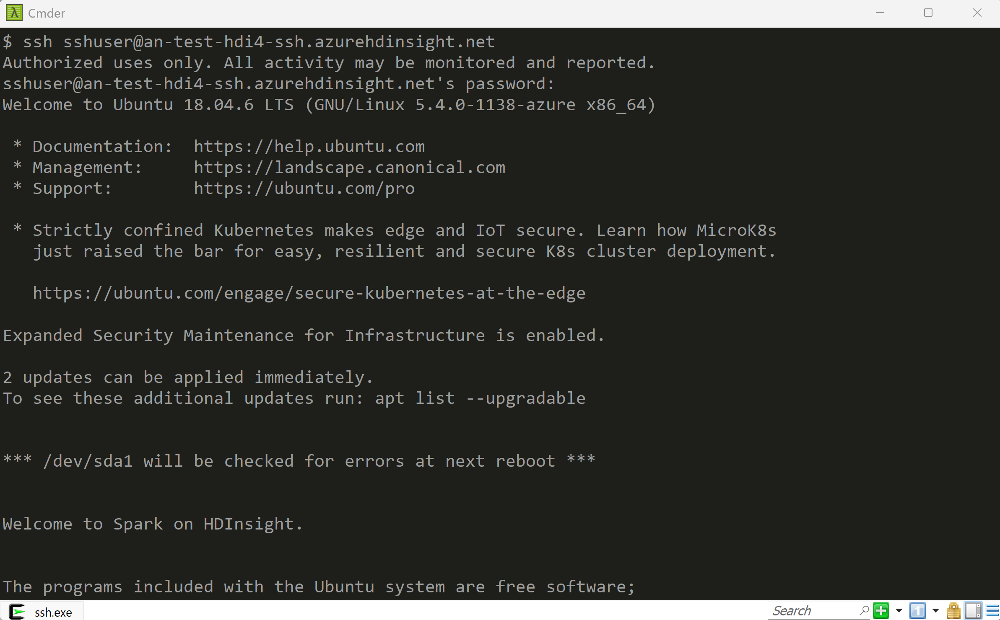 Cmder
$ ssh sshuser@an-test-hdi4-ssh.azurehdinsight.net
Authorized uses only. All activity may be monitored and reported.
sshuser@an-test-hdi4-ssh.azurehdinsight.net's password:
Welcome to Ubuntu 18.04.6 LTS (GNU/Linux 5.4.0-1138-azure x86_64)
* Documentation:  https://help.ubuntu.com
* Management:     https://landscape.canonical.com
* Support:        https://ubuntu.com/pro
* Strictly confined Kubernetes makes edge and IoT secure. Learn how MicroK8s
just raised the bar for easy, resilient and secure K8s cluster deployment.
https://ubuntu.com/engage/secure-kubernetes-at-the-edge
Expanded Security Maintenance for Infrastructure is enabled.
2 updates can be applied immediately.
To see these additional updates run: apt list --upgradable
*** /dev/sda1 will be checked for errors at next reboot ***
Welcome to Spark on HDInsight.
The programs included with the Ubuntu system are free software;
ssh.exe
Search
1